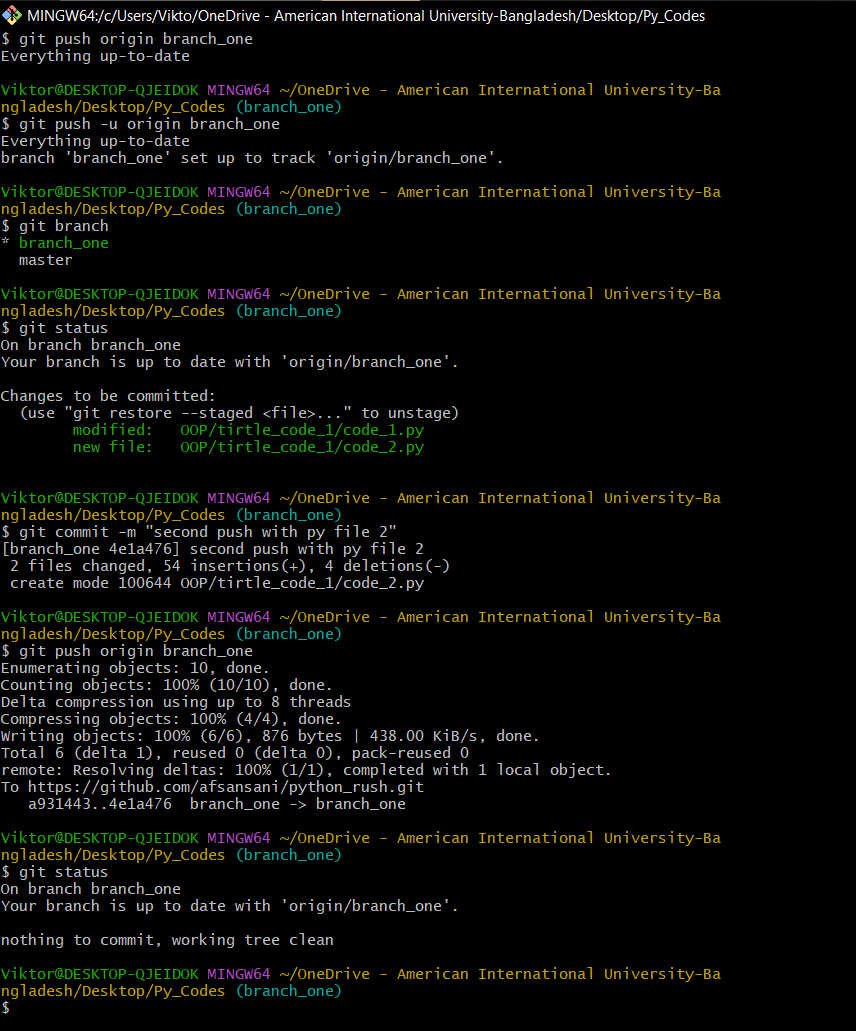 MINGW64:/c/Users/Vikto/OneDrive - American International University-Bangladesh/Desktop/Py_Codes
$ git push origin branch_one
Everything up-to-date
Viktor@DESKTOP-QJEIDOK MINGW64 ~/OneDrive - American International University-Ba
ngladesh/Desktop/Py_Codes (branch_one)
$ git push -u origin branch_one
Everything up-to-date
branch 'branch_one' set up to track 'origin/branch_one'.
Viktor@DESKTOP-QJEIDOK MINGW64 ~/OneDrive - American International University-Ba
ngladesh/Desktop/Py_Codes (branch_one)
$ git branch
* branch_one
  master
Viktor@DESKTOP-QJEIDOK MINGW64 ~/OneDrive - American International University-Ba
ngladesh/Desktop/Py_Codes (branch_one)
$ git status
On branch branch_one
Your branch is up to date with 'origin/branch_one'.
Changes to be committed:
  (use "git restore --staged <file>..." to unstage)
        modified:   OOP/tirtle_code_1/code_1.py
        new file:   OOP/tirtle_code_1/code_2.py
Viktor@DESKTOP-QJEIDOK MINGW64 ~/OneDrive - American International University-Ba
ngladesh/Desktop/Py_Codes (branch_one)
$ git commit -m "second push with py file 2"
[branch_one 4e1a476] second push with py file 2
 2 files changed, 54 insertions(+), 4 deletions(-)
 create mode 100644 OOP/tirtle_code_1/code_2.py
Viktor@DESKTOP-QJEIDOK MINGW64 ~/OneDrive - American International University-Ba
ngladesh/Desktop/Py_Codes (branch_one)
$ git push origin branch_one
Enumerating objects: 10, done.
Counting objects: 100% (10/10), done.
Delta compression using up to 8 threads
Compressing objects: 100% (4/4), done.
Writing objects: 100% (6/6), 876 bytes | 438.00 KiB/s, done.
Total 6 (delta 1), reused 0 (delta 0), pack-reused 0
remote: Resolving deltas: 100% (1/1), completed with 1 local object.
To https://github.com/afsansani/python_rush.git
   a931443..4e1a476  branch_one -> branch_one
Viktor@DESKTOP-QJEIDOK MINGW64 ~/OneDrive - American International University-Ba
ngladesh/Desktop/Py_Codes (branch_one)
$ git status
On branch branch_one
Your branch is up to date with 'origin/branch_one'.
nothing to commit, working tree clean
Viktor@DESKTOP-QJEIDOK MINGW64 ~/OneDrive - American International University-Ba
ngladesh/Desktop/Py_Codes (branch_one)
$